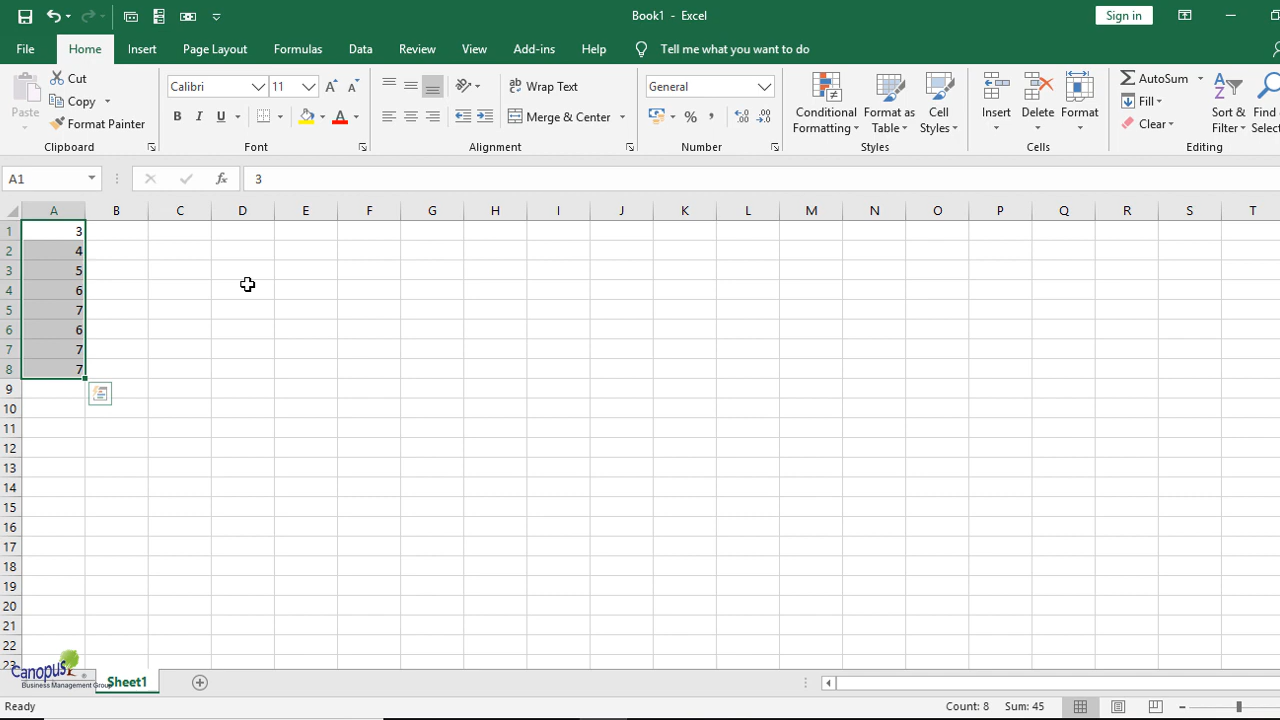 Book1 - Excel
Sign in
File Home Insert Page Layout Formulas Data Review View Add-ins Help Tell me what you want to do
Paste
Cut
Copy
Format Painter
Clipboard
Calibri 11
B I U
Font
Wrap Text
Merge & Center
Alignment
General
Number
Conditional Formatting
Format as Table
Cell Styles
Styles
Insert Delete Format
Cells
AutoSum
Fill
Clear
Sort & Filter
Find
Selec
Editing
A1 fx 3
A B C D E F G H I J K L M N O P Q R S T
1 3
2 4
3 5
4 6
5 7
6 6
7 7
8 7
9
10
11
12
13
14
15
16
17
18
19
20
21
22
23
Canopus
Business Management Group
Sheet1
Ready Count: 8 Sum: 45